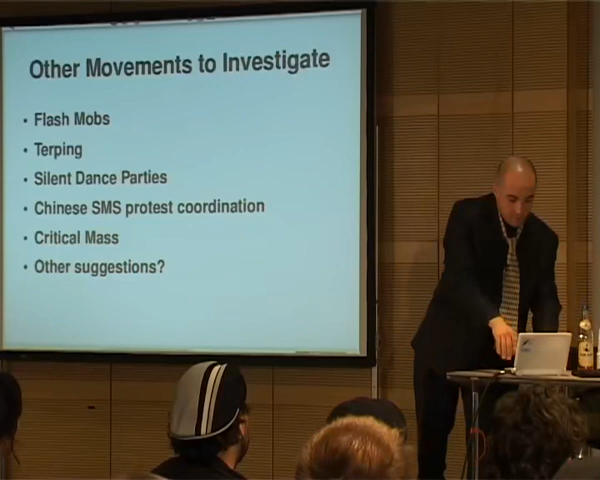 Other Movements to Investigate
• Flash Mobs
• Terping
• Silent Dance Parties
• Chinese SMS protest coordination
• Critical Mass
• Other suggestions?